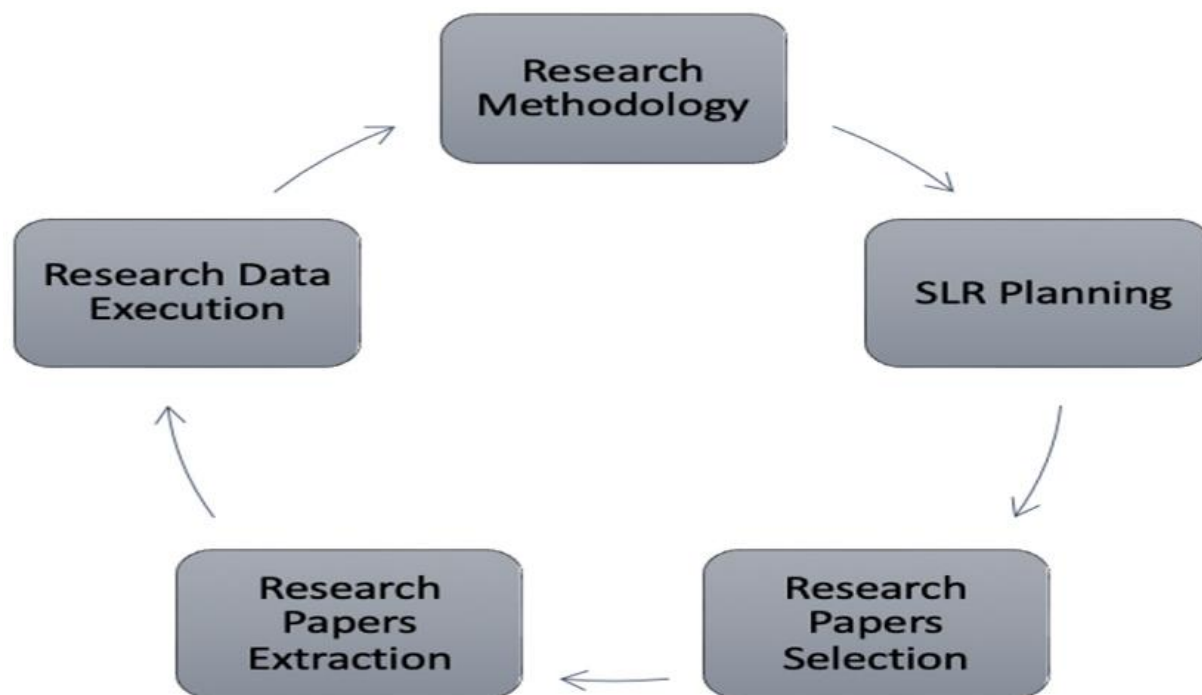 Research
Methodology
SLR Planning
Research
Papers
Selection
Research
Papers
Extraction
Research Data
Execution